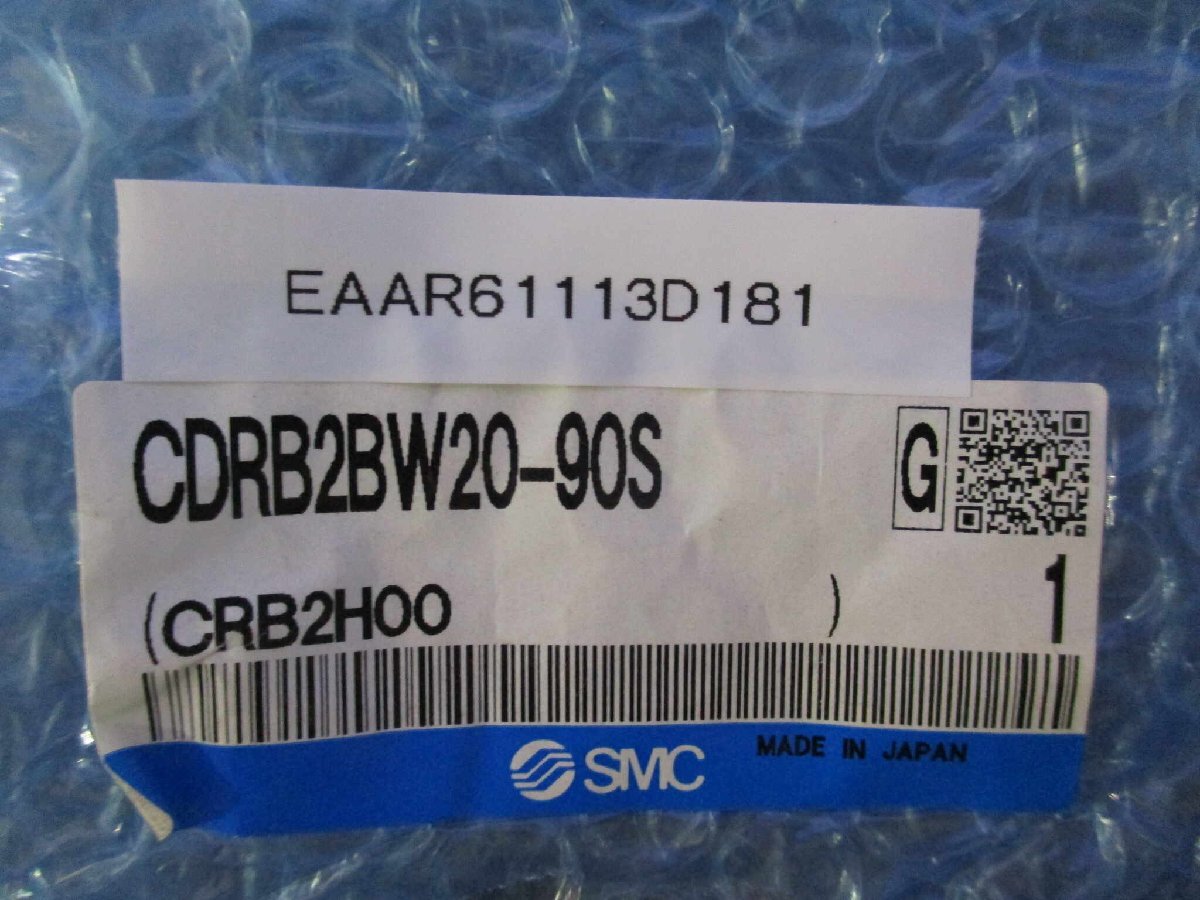 EAAR61113D181
CDRB2BW20-90S
G
(CRB2H00 )
1
SMC
MADE IN JAPAN